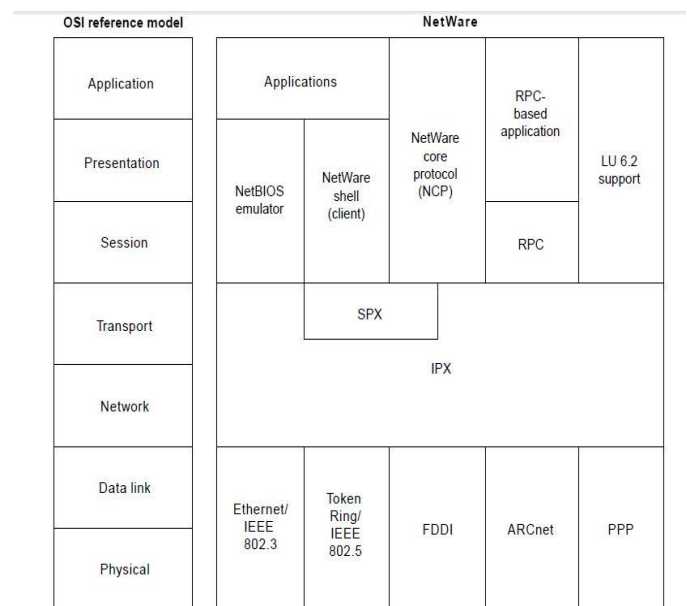 OSI reference model
NetWare
Application
Presentation
Session
Transport
Network
Data link
Physical
Applications
NetBIOS
emulator
NetWare
shell
(client)
NetWare
core
protocol
(NCP)
RPC-
based
application
RPC
LU 6.2
support
SPX
IPX
Ethernet/
IEEE
802.3
Token
Ring/
IEEE
802.5
FDDI
ARCnet
PPP